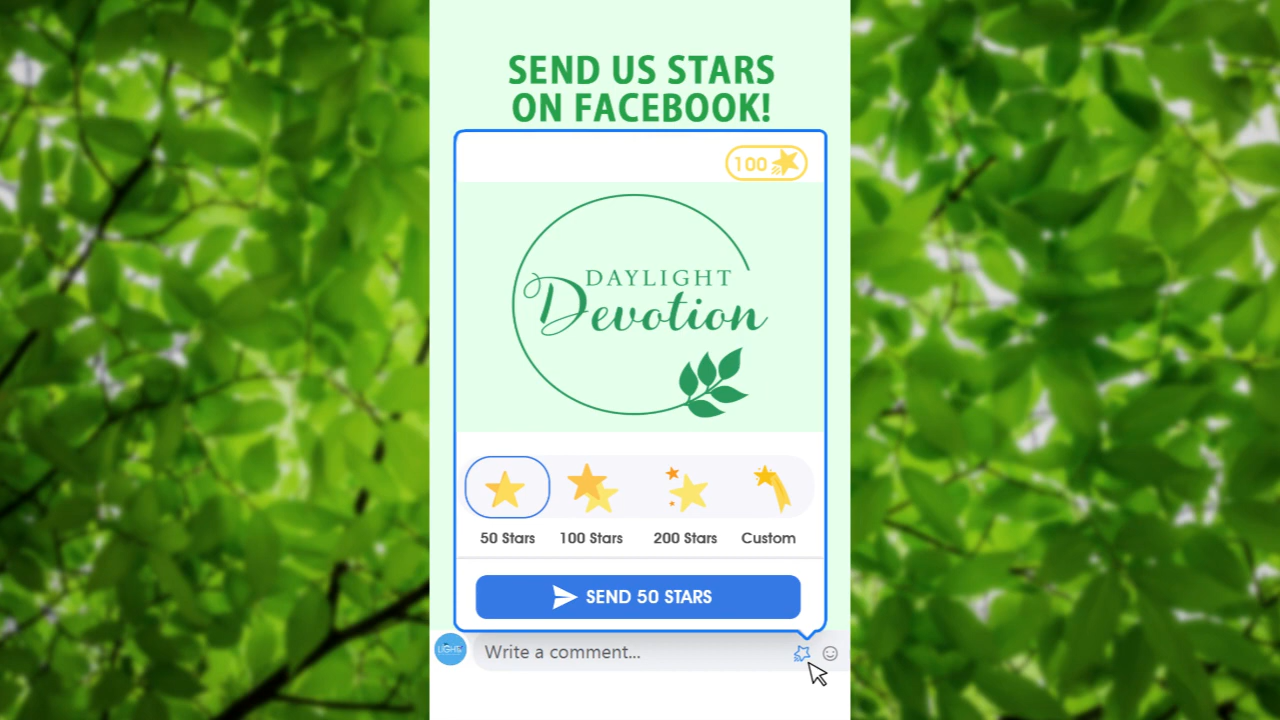 SEND US STARS
ON FACEBOOK!
100
DAYLIGHT
Devotion
50 Stars
100 Stars
200 Stars
Custom
SEND 50 STARS
LIGHT
Write a comment...